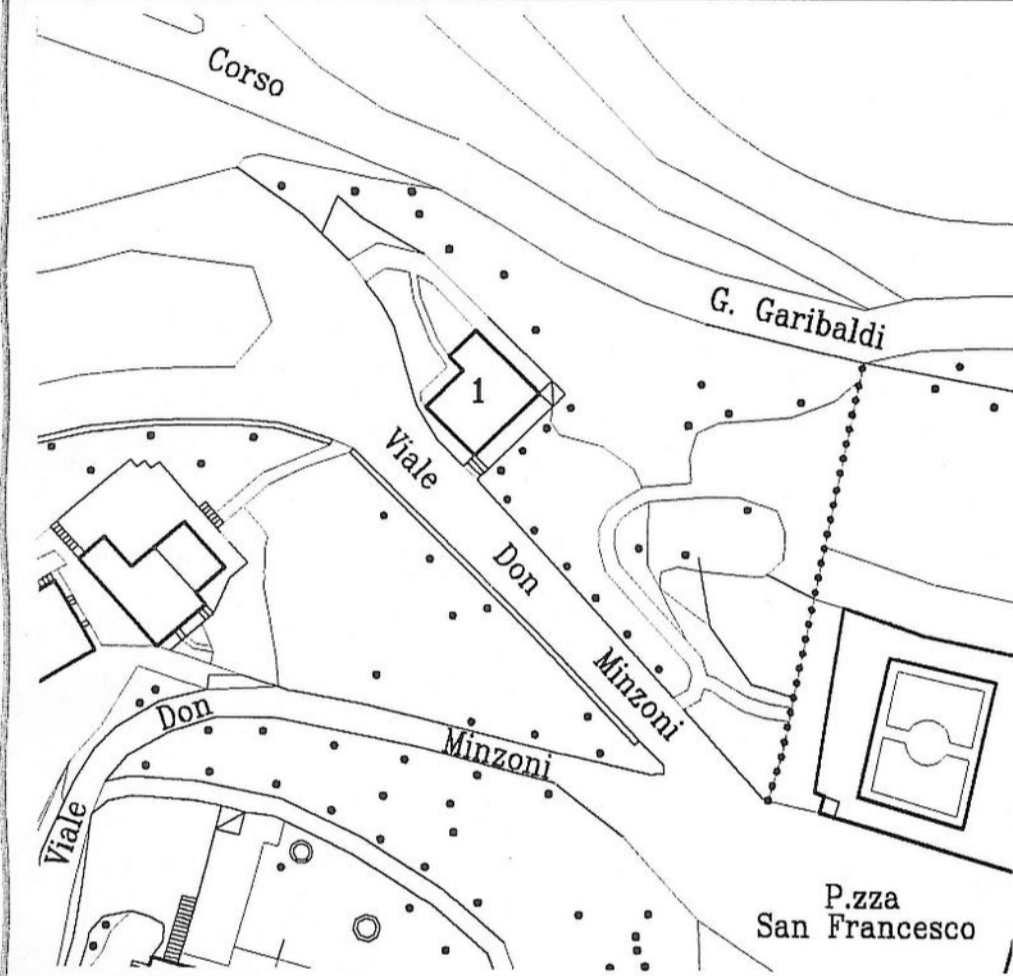 Corso
G. Garibaldi
1
Viale
Don
Minzoni
Don
Minzoni
Viale
P.zza
San Francesco